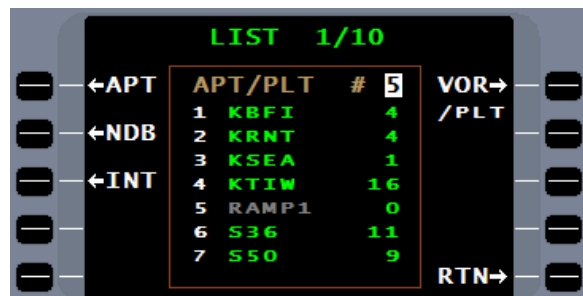 LIST 1/10
←APT APT/PLT # 5 VOR→
1 KBFI 4 /PLT
←NDB 2 KRNT 4
3 KSEA 1
←INT 4 KTIW 16
5 RAMP1 0
6 S36 11
7 S50 9
RTN→